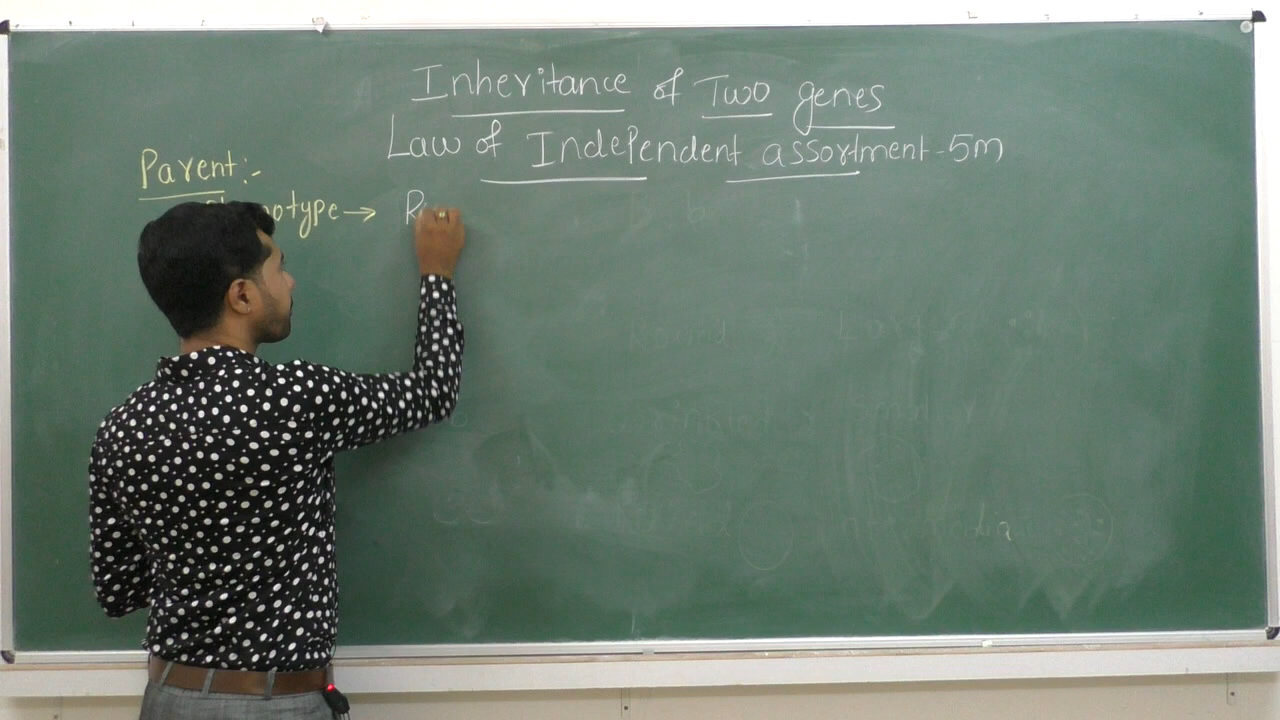 Inheritance of Two genes
Law of Independent assortment - 5m
Parent:-